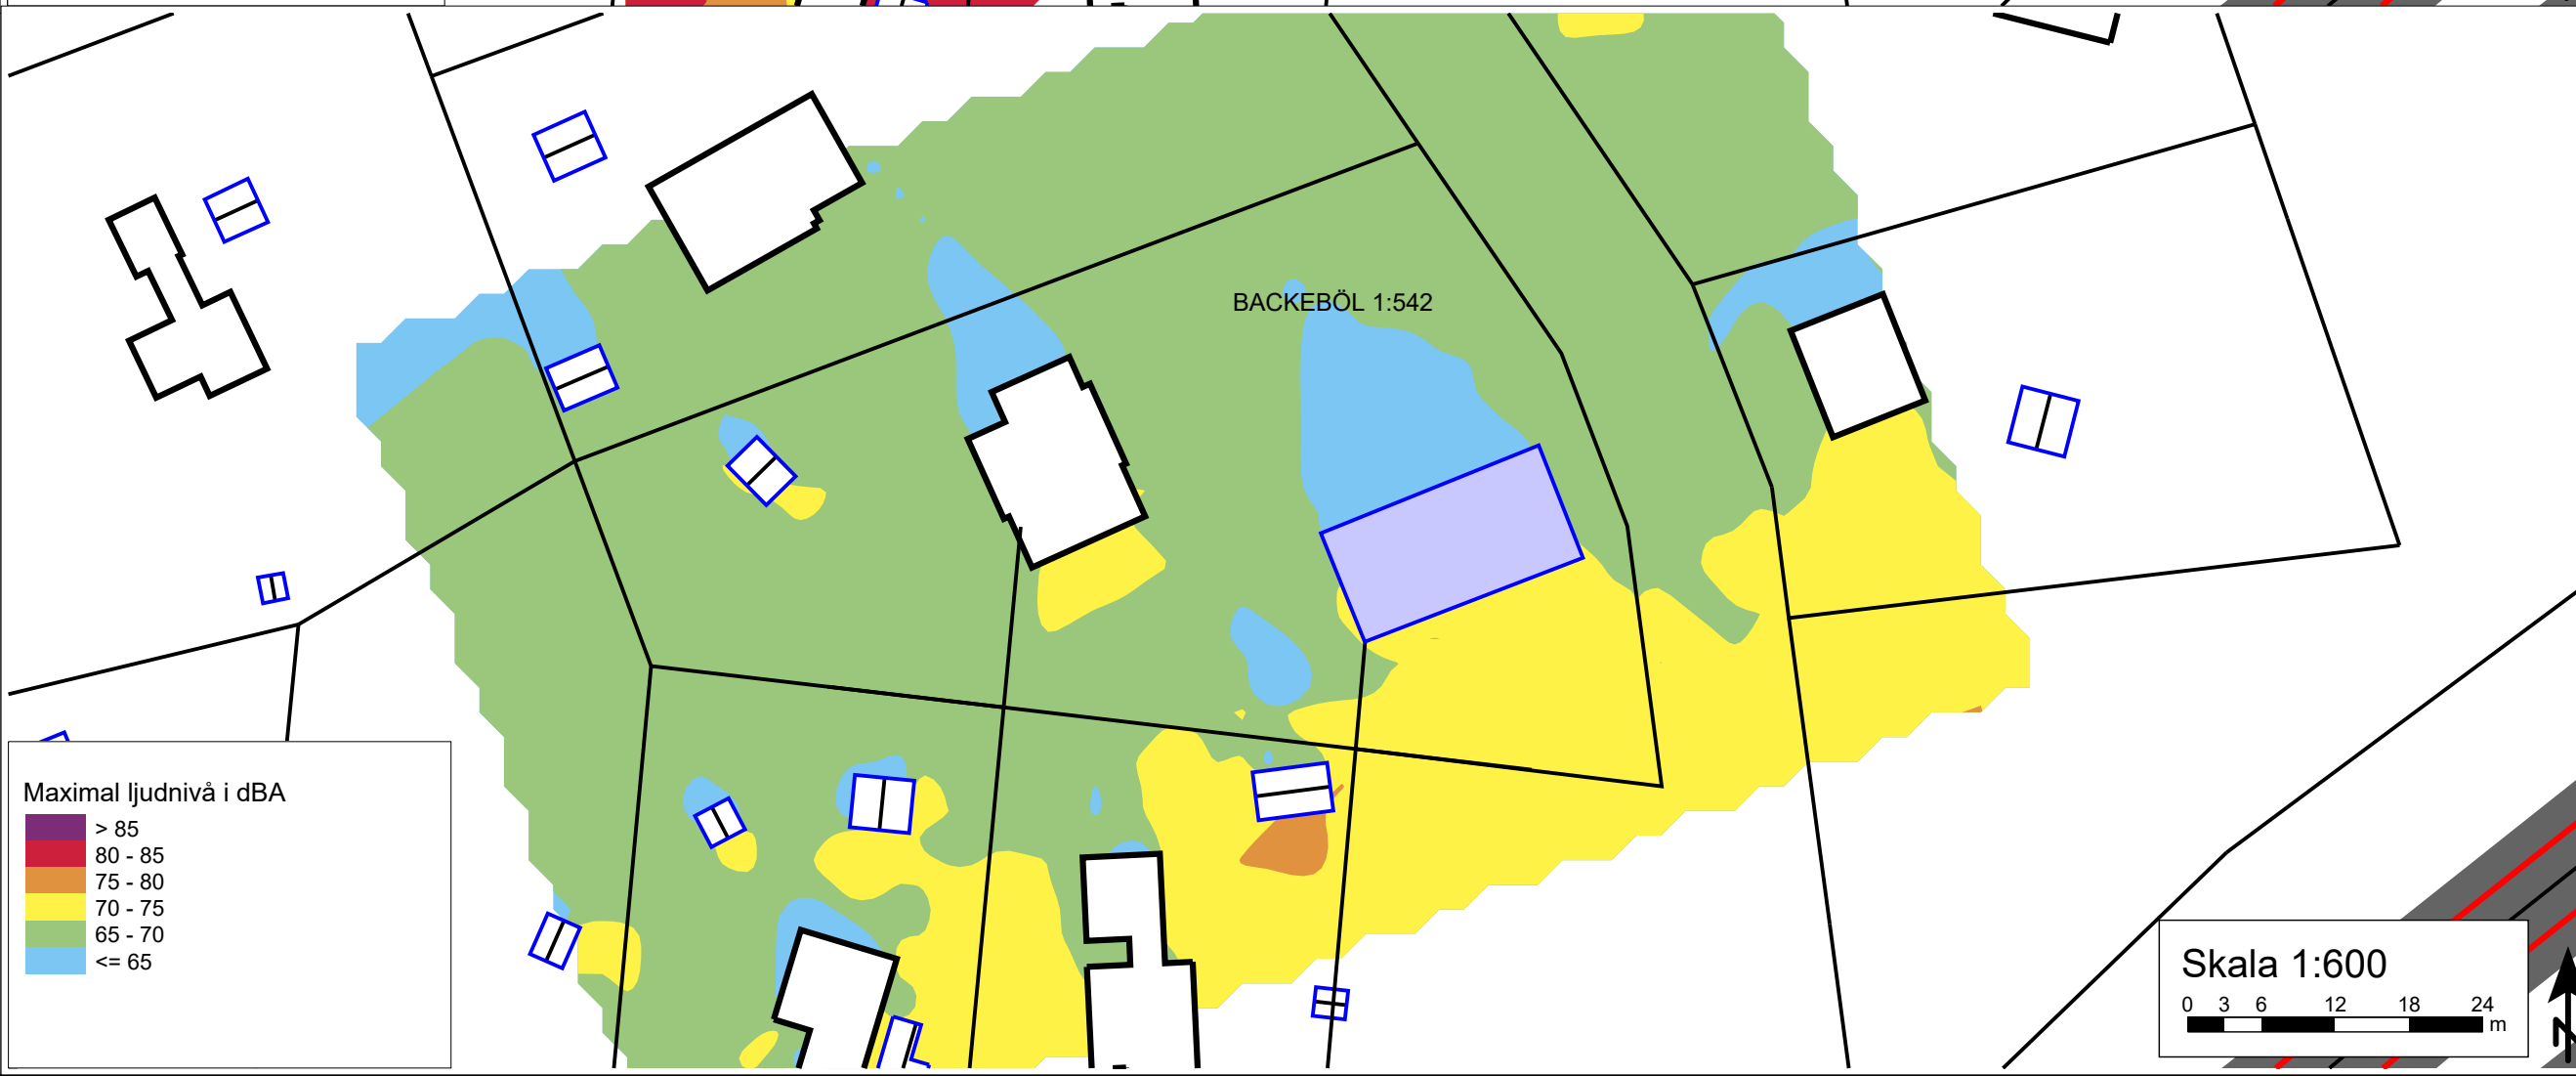 BACKEBÖL 1:542
Maximal ljudnivå i dBA
> 85
80 - 85
75 - 80
70 - 75
65 - 70
<= 65
Skala 1:600
0 3 6 12 18 24
m